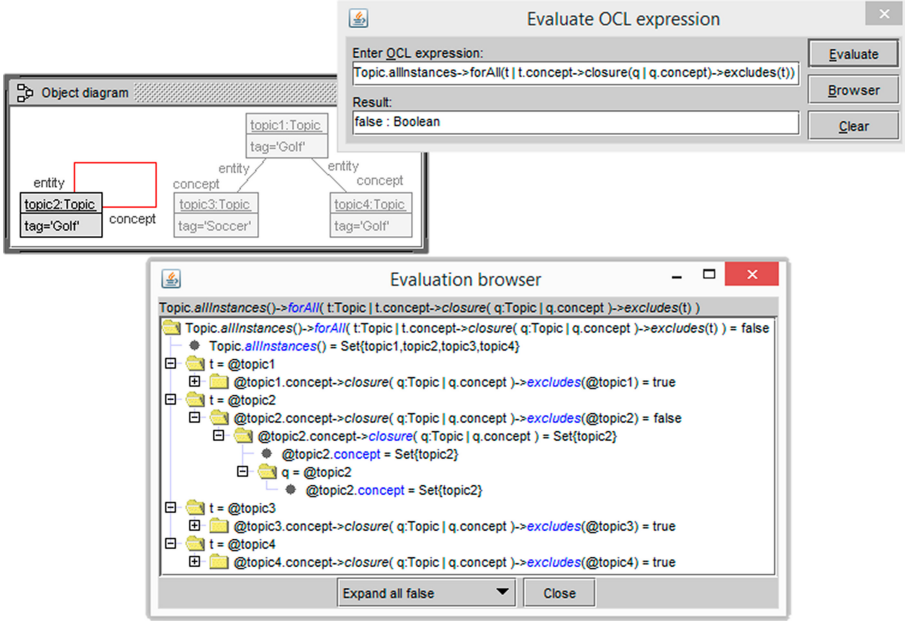 Evaluate OCL expression
Enter OCL expression:
Topic.allInstances->forAll(t | t.concept->closure(q | q.concept)->excludes(t))
Evaluate
Browser
Result:
false : Boolean
Clear
Object diagram
topic1:Topic
tag='Golf'
entity
entity
entity
concept
concept
topic2:Topic
topic3:Topic
topic4:Topic
concept
tag='Golf'
tag='Soccer'
tag='Golf'
Evaluation browser
Topic.allInstances()->forAll( t:Topic | t.concept->closure( q:Topic | q.concept )->excludes(t) )
Topic.allInstances()->forAll( t:Topic | t.concept->closure( q:Topic | q.concept )->excludes(t) ) = false
Topic.allInstances() = Set{topic1,topic2,topic3,topic4}
t = @topic1
@topic1.concept->closure( q:Topic | q.concept )->excludes(@topic1) = true
t = @topic2
@topic2.concept->closure( q:Topic | q.concept )->excludes(@topic2) = false
@topic2.concept->closure( q:Topic | q.concept ) = Set{topic2}
@topic2.concept = Set{topic2}
q = @topic2
@topic2.concept = Set{topic2}
t = @topic3
@topic3.concept->closure( q:Topic | q.concept )->excludes(@topic3) = true
t = @topic4
@topic4.concept->closure( q:Topic | q.concept )->excludes(@topic4) = true
Expand all false
Close